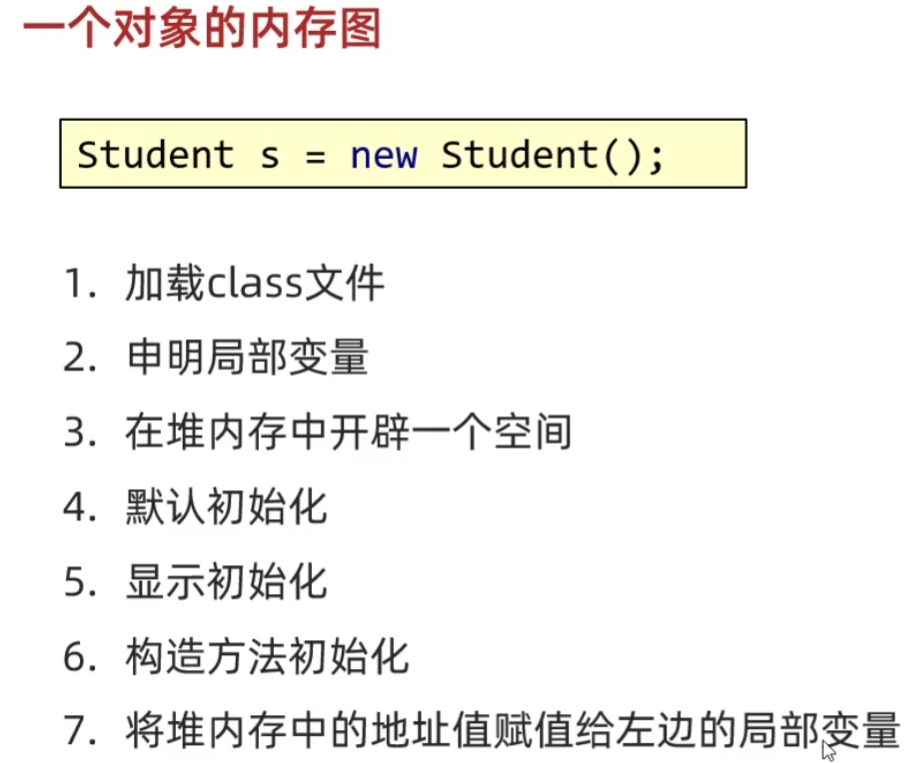 一个对象的内存图
Student s = new Student();
1. 加载class文件
2. 申明局部变量
3. 在堆内存中开辟一个空间
4. 默认初始化
5. 显示初始化
6. 构造方法初始化
7. 将堆内存中的地址值赋值给左边的局部变量